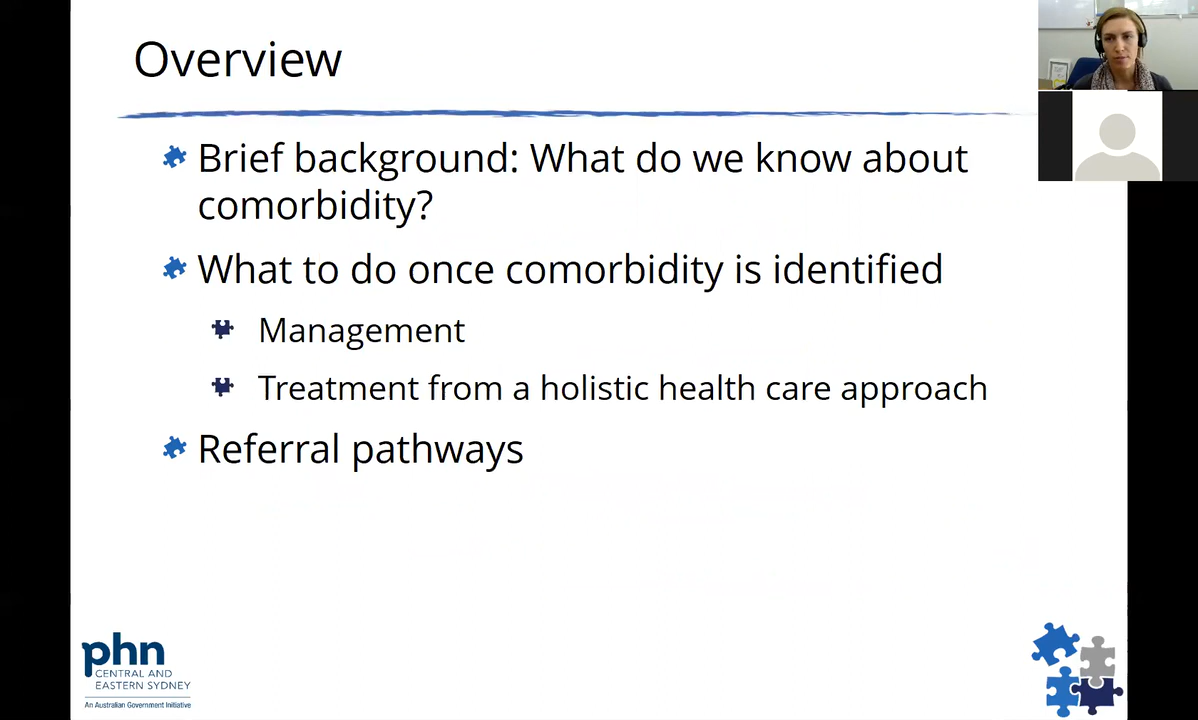 Overview
Brief background: What do we know about
comorbidity?
What to do once comorbidity is identified
Management
Treatment from a holistic health care approach
Referral pathways
phn
CENTRAL AND
EASTERN SYDNEY
An Australian Government Initiative